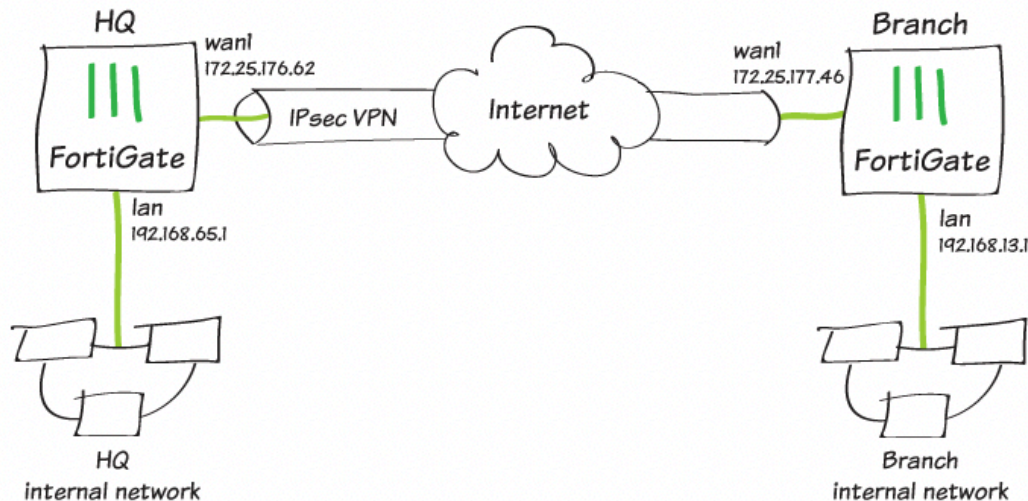 HQ
wan1
172.25.176.62
FortiGate
IPsec VPN
lan
192.168.65.1
HQ
internal network
Internet
Branch
wan1
172.25.177.46
FortiGate
lan
192.168.13.1
Branch
internal network